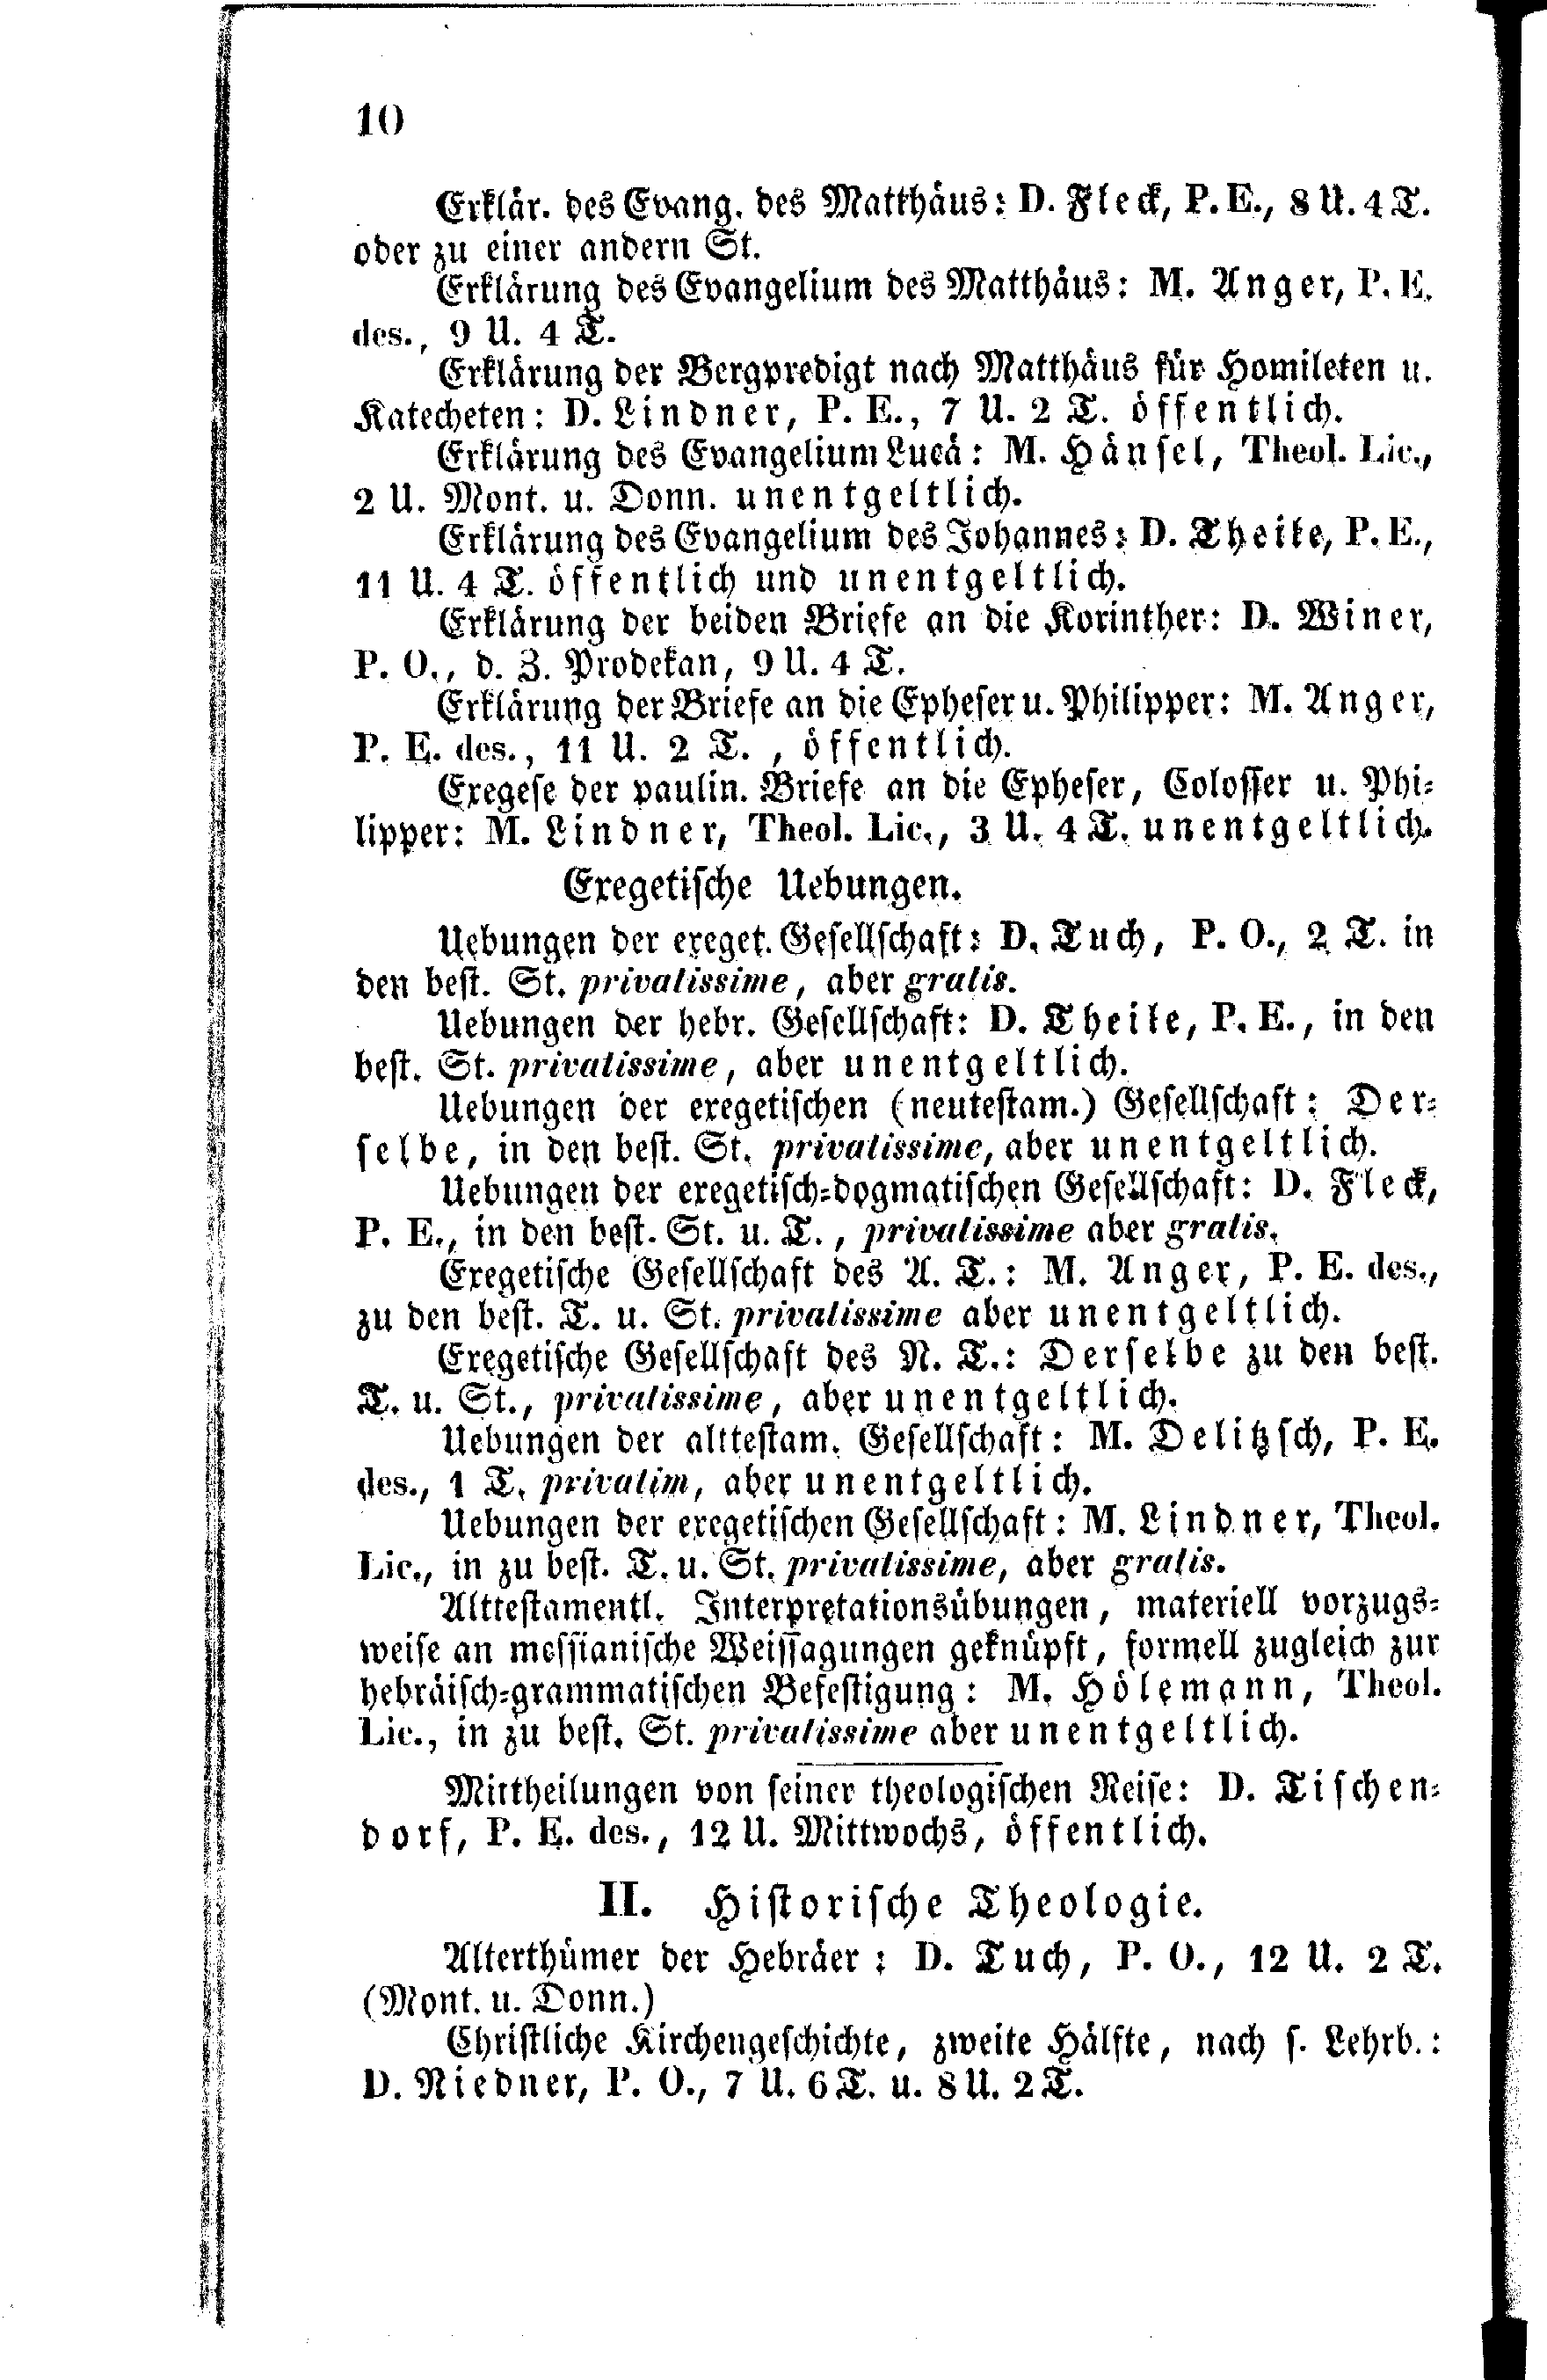 10
Erklär. des Evang. des Matthäus: D. Fleck, P. E., 8 U. 4 T.
oder zu einer andern St.
Erklärung des Evangelium des Matthäus: M. Anger, P. E.
des., 9 U. 4 T.
Erklärung der Bergpredigt nach Matthäus für Homileten u.
Katecheten: D. Lindner, P. E., 7 U. 2 T. öffentlich.
Erklärung des Evangelium Lucä: M. Hänsel, Theol. Lic.,
2 U. Mont. u. Donn. unentgeltlich.
Erklärung des Evangelium des Johannes: D. Theile, P. E.,
11 U. 4 T. öffentlich und unentgeltlich.
Erklärung der beiden Briefe an die Korinther: D. Winer,
P. O., d. Z. Prodekan, 9 U. 4 T.
Erklärung der Briefe an die Epheser u. Philipper: M. Anger,
P. E. des., 11 U. 2 T., öffentlich.
Exegese der paulin. Briefe an die Epheser, Colosser u. Phi-
lipper: M. Lindner, Theol. Lic., 3 U. 4 T. unentgeltlich.
Exegetische Uebungen.
Uebungen der exeget. Gesellschaft: D. Tuch, P. O., 2 T. in
den best. St. privatissime, aber gratis.
Uebungen der hebr. Gesellschaft: D. Theile, P. E., in den
best. St. privatissime, aber unentgeltlich.
Uebungen der exegetischen (neutestam.) Gesellschaft: Der-
selbe, in den best. St. privatissime, aber unentgeltlich.
Uebungen der exegetisch-dogmatischen Gesellschaft: D. Fleck,
P. E., in den best. St. u. T., privatissime aber gratis.
Exegetische Gesellschaft des A. T.: M. Anger, P. E. des.,
zu den best. T. u. St. privatissime aber unentgeltlich.
Exegetische Gesellschaft des N. T.: Derselbe zu den best.
T. u. St., privatissime, aber unentgeltlich.
Uebungen der alttestam. Gesellschaft: M. Delitzsch, P. E.
des., 1 T. privatim, aber unentgeltlich.
Uebungen der exegetischen Gesellschaft: M. Lindner, Theol.
Lic., in zu best. T. u. St. privatissime, aber gratis.
Alttestamentl. Interpretationsübungen, materiell vorzugs-
weise an messianische Weissagungen geknüpft, formell zugleich zur
hebräisch-grammatischen Befestigung: M. Hölemann, Theol.
Lic., in zu best. St. privatissime aber unentgeltlich.
Mittheilungen von seiner theologischen Reise: D. Tischen-
dorf, P. E. des., 12 U. Mittwochs, öffentlich.
II. Historische Theologie.
Alterthümer der Hebräer: D. Tuch, P. O., 12 U. 2 T.
(Mont. u. Donn.)
Christliche Kirchengeschichte, zweite Hälfte, nach s. Lehrb.:
D. Niedner, P. O., 7 U. 6 T. u. 8 U. 2 T.